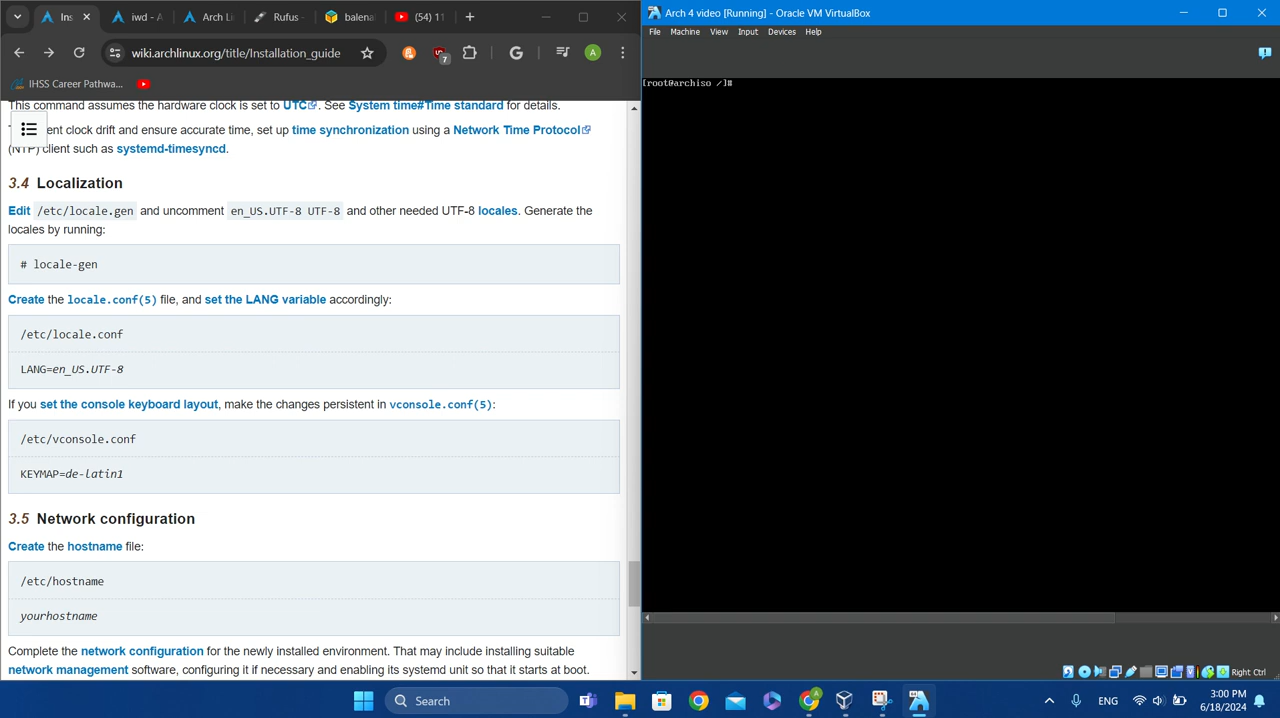 Ins
iwd - A
Arch Li
Rufus -
balena
(54) 11
wiki.archlinux.org/title/Installation_guide
7
A
IHSS Career Pathwa...
This command assumes the hardware clock is set to UTC. See System time#Time standard for details.
ent clock drift and ensure accurate time, set up time synchronization using a Network Time Protocol
(NTP) client such as systemd-timesyncd.
3.4 Localization
Edit /etc/locale.gen and uncomment en_US.UTF-8 UTF-8 and other needed UTF-8 locales. Generate the
locales by running:
# locale-gen
Create the locale.conf(5) file, and set the LANG variable accordingly:
/etc/locale.conf
LANG=en_US.UTF-8
If you set the console keyboard layout, make the changes persistent in vconsole.conf(5):
/etc/vconsole.conf
KEYMAP=de-latin1
3.5 Network configuration
Create the hostname file:
/etc/hostname
yourhostname
Complete the network configuration for the newly installed environment. That may include installing suitable
network management software, configuring it if necessary and enabling its systemd unit so that it starts at boot.
Arch 4 video [Running] - Oracle VM VirtualBox
File Machine View Input Devices Help
[root@archiso /]#
Right Ctrl
Search
ENG
3:00 PM
6/18/2024